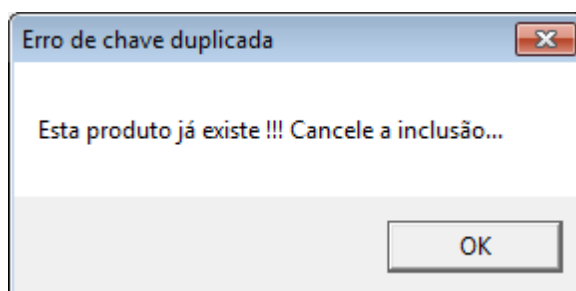 Erro de chave duplicada
Esta produto já existe !!! Cancele a inclusão...
OK